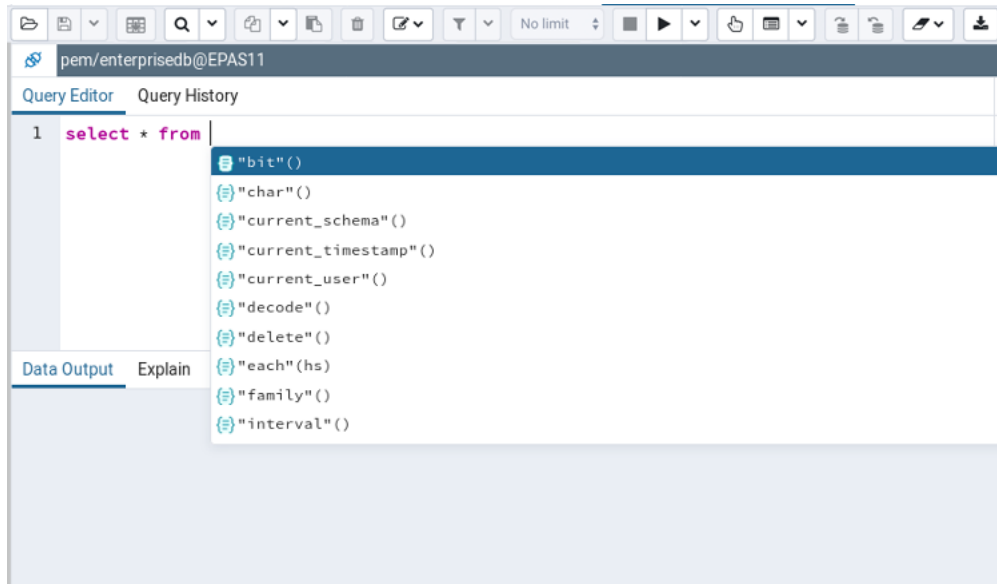 No limit
pem/enterprisedb@EPAS11
Query Editor Query History
1 select * from
"bit"()
"char"()
"current_schema"()
"current_timestamp"()
"current_user"()
"decode"()
"delete"()
"each"(hs)
"family"()
"interval"()
Data Output Explain